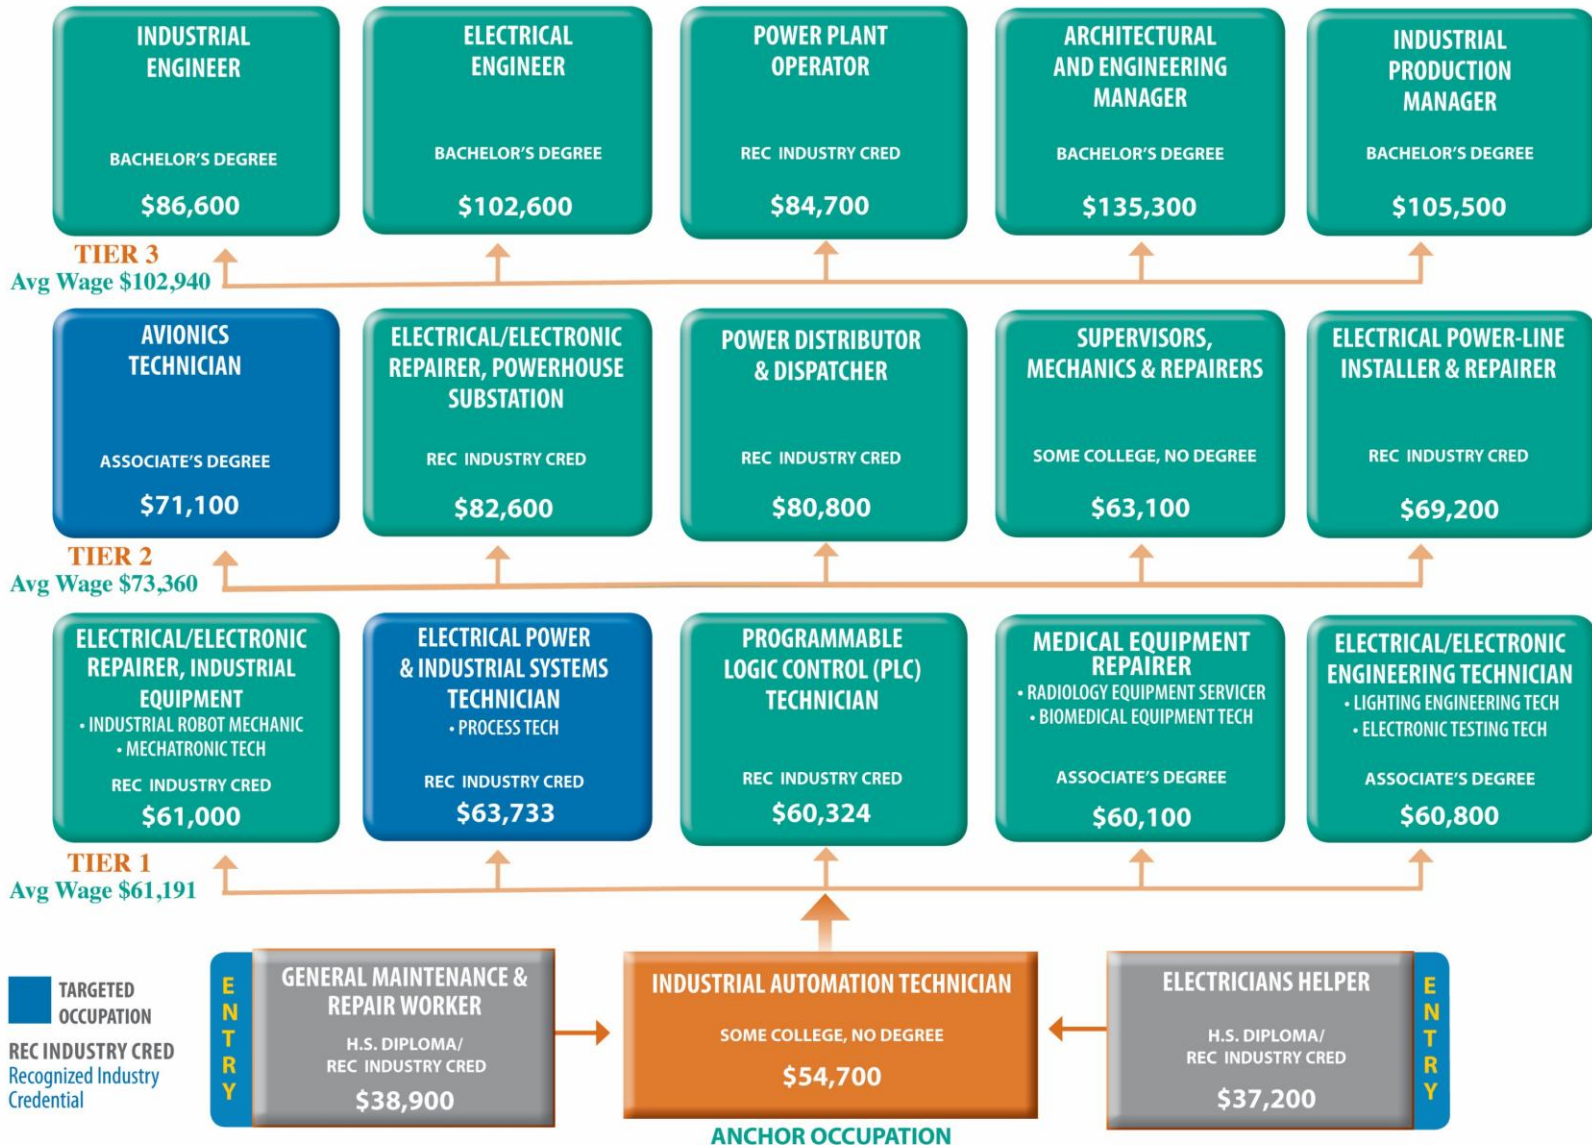 INDUSTRIAL
ENGINEER
BACHELOR'S DEGREE
$86,600
ELECTRICAL
ENGINEER
BACHELOR'S DEGREE
$102,600
POWER PLANT
OPERATOR
REC INDUSTRY CRED
$84,700
ARCHITECTURAL
AND ENGINEERING
MANAGER
BACHELOR'S DEGREE
$135,300
INDUSTRIAL
PRODUCTION
MANAGER
BACHELOR'S DEGREE
$105,500
TIER 3
Avg Wage $102,940
AVIONICS
TECHNICIAN
ASSOCIATE'S DEGREE
$71,100
ELECTRICAL/ELECTRONIC
REPAIRER, POWERHOUSE
SUBSTATION
REC INDUSTRY CRED
$82,600
POWER DISTRIBUTOR
& DISPATCHER
REC INDUSTRY CRED
$80,800
SUPERVISORS,
MECHANICS & REPAIRERS
SOME COLLEGE, NO DEGREE
$63,100
ELECTRICAL POWER-LINE
INSTALLER & REPAIRER
REC INDUSTRY CRED
$69,200
TIER 2
Avg Wage $73,360
ELECTRICAL/ELECTRONIC
REPAIRER, INDUSTRIAL
EQUIPMENT
• INDUSTRIAL ROBOT MECHANIC
• MECHATRONIC TECH
REC INDUSTRY CRED
$61,000
ELECTRICAL POWER
& INDUSTRIAL SYSTEMS
TECHNICIAN
• PROCESS TECH
REC INDUSTRY CRED
$63,733
PROGRAMMABLE
LOGIC CONTROL (PLC)
TECHNICIAN
REC INDUSTRY CRED
$60,324
MEDICAL EQUIPMENT
REPAIRER
• RADIOLOGY EQUIPMENT SERVICER
• BIOMEDICAL EQUIPMENT TECH
ASSOCIATE'S DEGREE
$60,100
ELECTRICAL/ELECTRONIC
ENGINEERING TECHNICIAN
• LIGHTING ENGINEERING TECH
• ELECTRONIC TESTING TECH
ASSOCIATE'S DEGREE
$60,800
TIER 1
Avg Wage $61,191
TARGETED
OCCUPATION
REC INDUSTRY CRED
Recognized Industry
Credential
ENTRY
GENERAL MAINTENANCE &
REPAIR WORKER
H.S. DIPLOMA/
REC INDUSTRY CRED
$38,900
INDUSTRIAL AUTOMATION TECHNICIAN
SOME COLLEGE, NO DEGREE
$54,700
ANCHOR OCCUPATION
ELECTRICIANS HELPER
H.S. DIPLOMA/
REC INDUSTRY CRED
$37,200
ENTRY